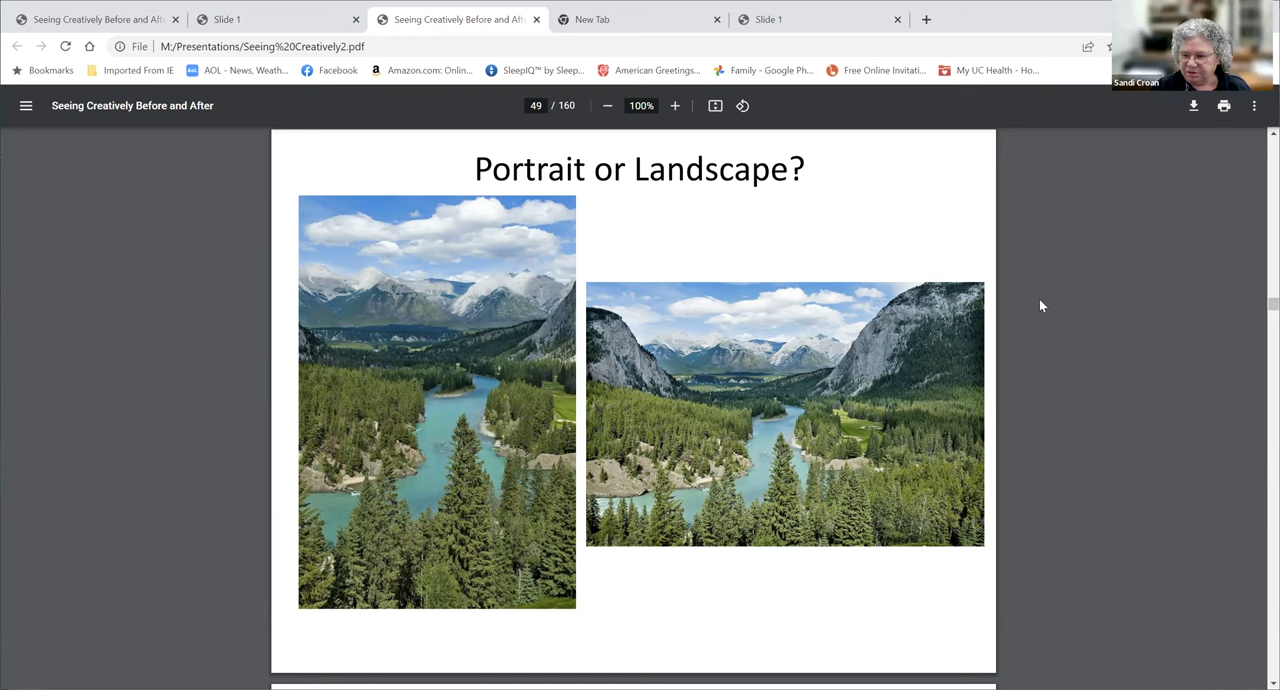 Seeing Creatively Before and Aft
Slide 1
Seeing Creatively Before and Aft
New Tab
Slide 1
File
M:/Presentations/Seeing%20Creatively2.pdf
Bookmarks
Imported From IE
AOL - News, Weath...
Facebook
Amazon.com: Onlin...
SleepIQ™ by Sleep...
American Greetings...
Family - Google Ph...
Free Online Invitati...
My UC Health - Ho...
Sandi Croan
Seeing Creatively Before and After
49 / 160
100%
Portrait or Landscape?